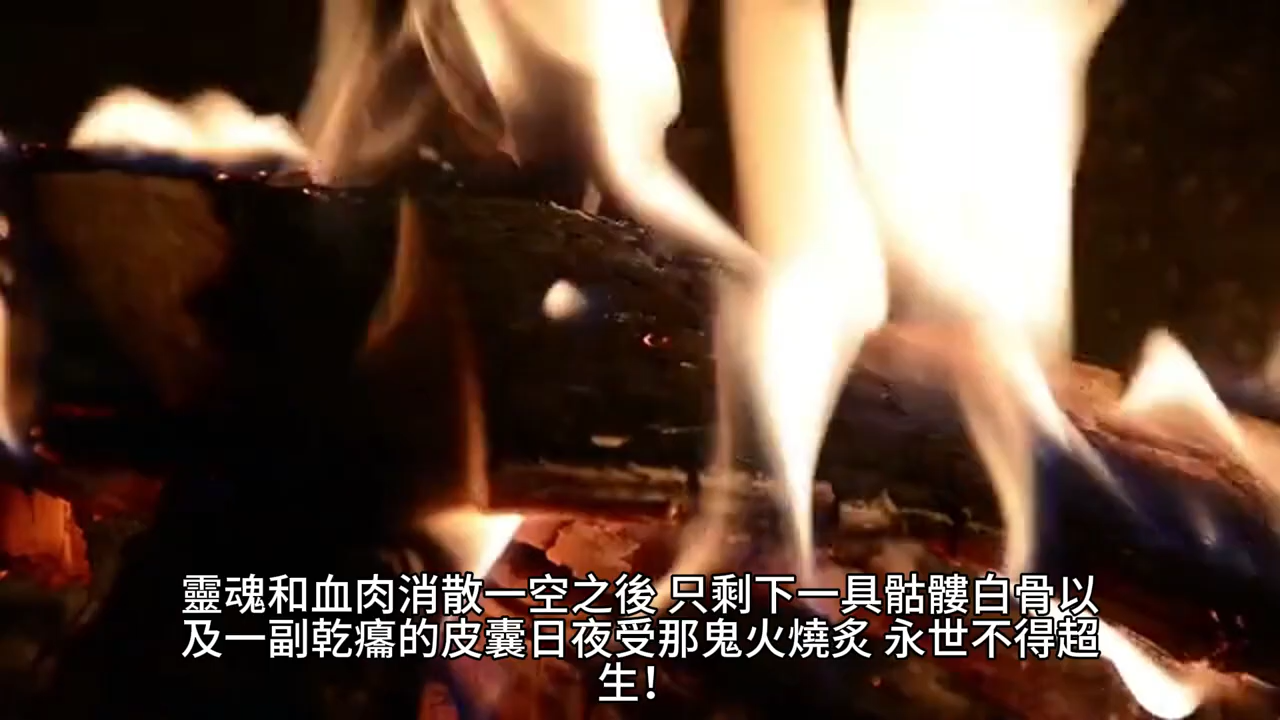 靈魂和血肉消散一空之後 只剩下一具骷髏白骨以
及一副乾癟的皮囊日夜受那鬼火燒炙 永世不得超
生!